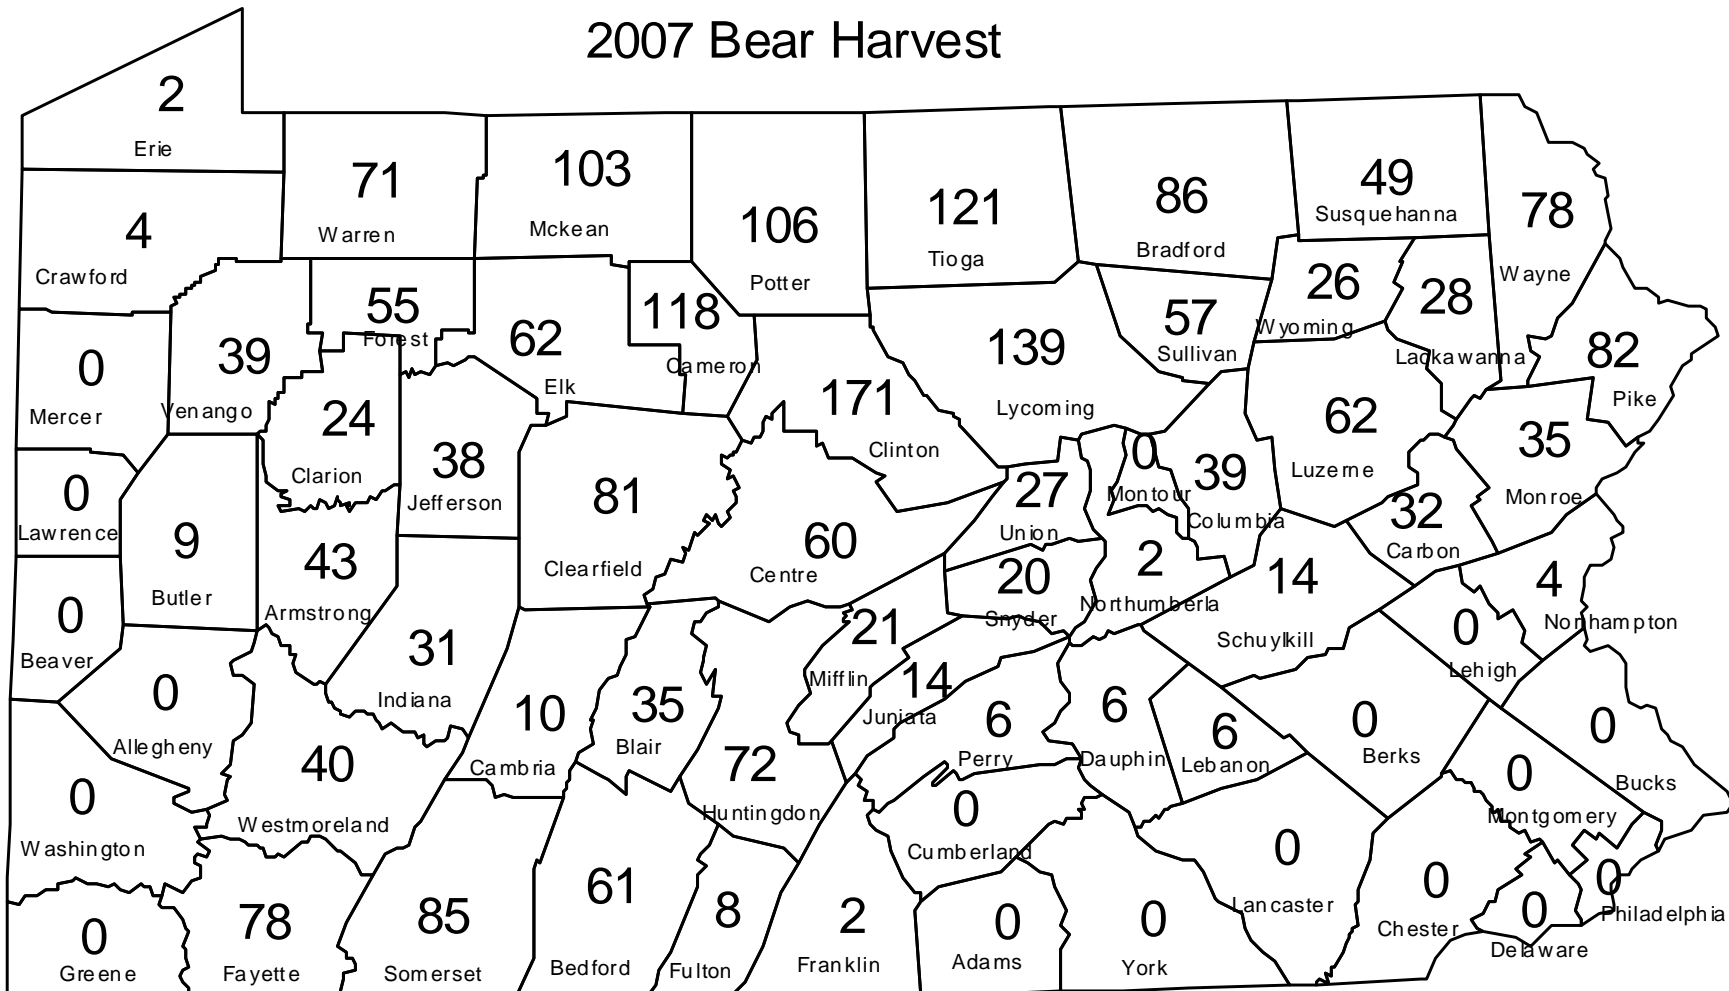 2007 Bear Harvest
2
Erie
71
Warren
103
Mckean
106
Potter
121
Tioga
86
Bradford
49
Susquehanna
78
Wayne
4
Crawford
55
Forest
62
Elk
118
Cameron
139
Lycoming
57
Sullivan
26
Wyoming
28
Lackawanna
82
Pike
0
Mercer
39
Venango
24
Clarion
38
Jefferson
81
Clearfield
171
Clinton
60
Centre
27
Union
0
Montour
39
Columbia
62
Luzerne
32
Carbon
35
Monroe
0
Lawrence
9
Butler
43
Armstrong
31
Indiana
20
Snyder
2
Northumberla
14
Schuylkill
4
Northampton
0
Lehigh
0
Beaver
0
Allegheny
40
Westmoreland
10
Cambria
35
Blair
72
Huntingdon
21
Mifflin
14
Juniata
6
Perry
6
Dauphin
6
Lebanon
0
Berks
0
Bucks
0
Montgomery
0
Washington
0
Greene
78
Fayette
85
Somerset
61
Bedford
8
Fulton
2
Franklin
0
Cumberland
0
Adams
0
York
0
Lancaster
0
Chester
0
Delaware
0
Philadelphia